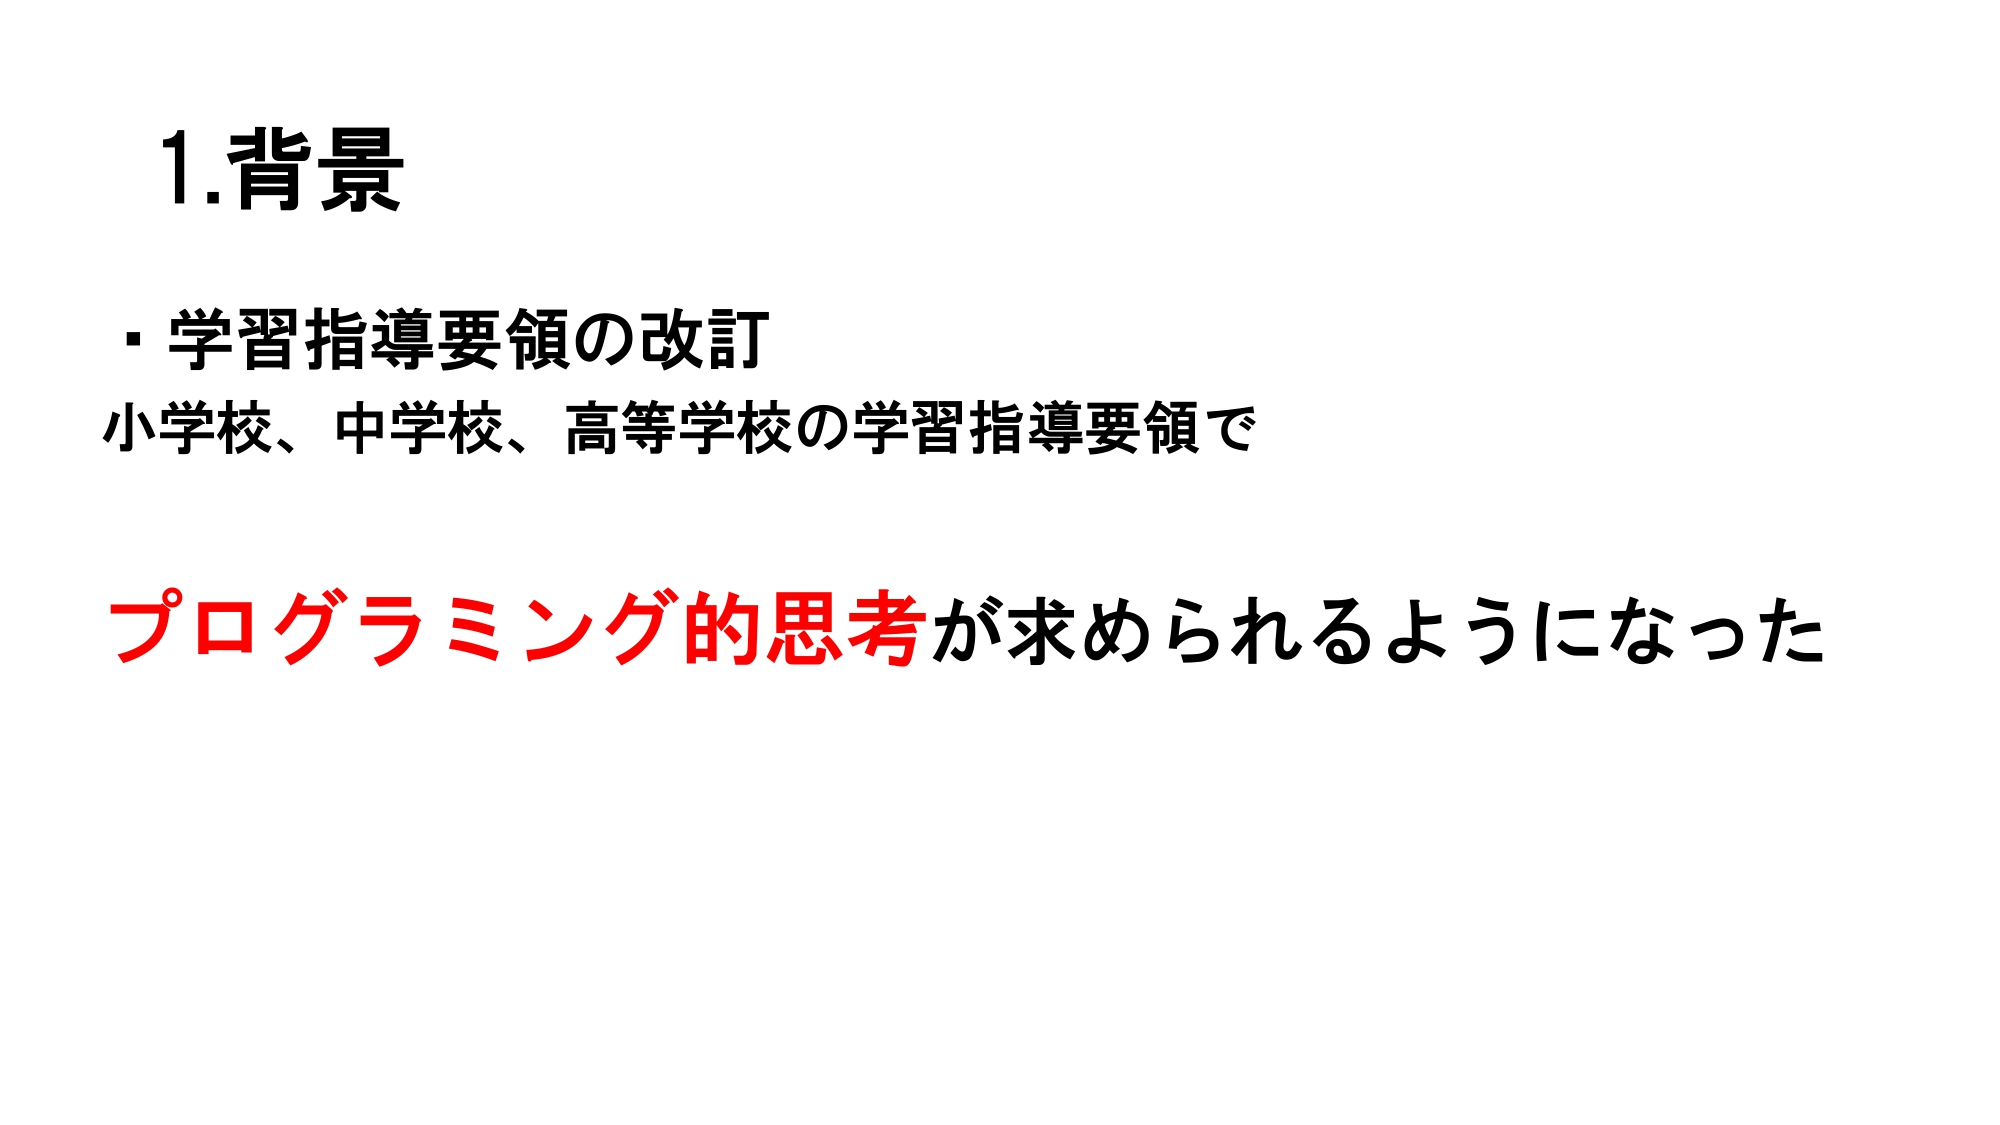 1.背景
・学習指導要領の改訂
小学校、中学校、高等学校の学習指導要領で
プログラミング的思考が求められるようになった